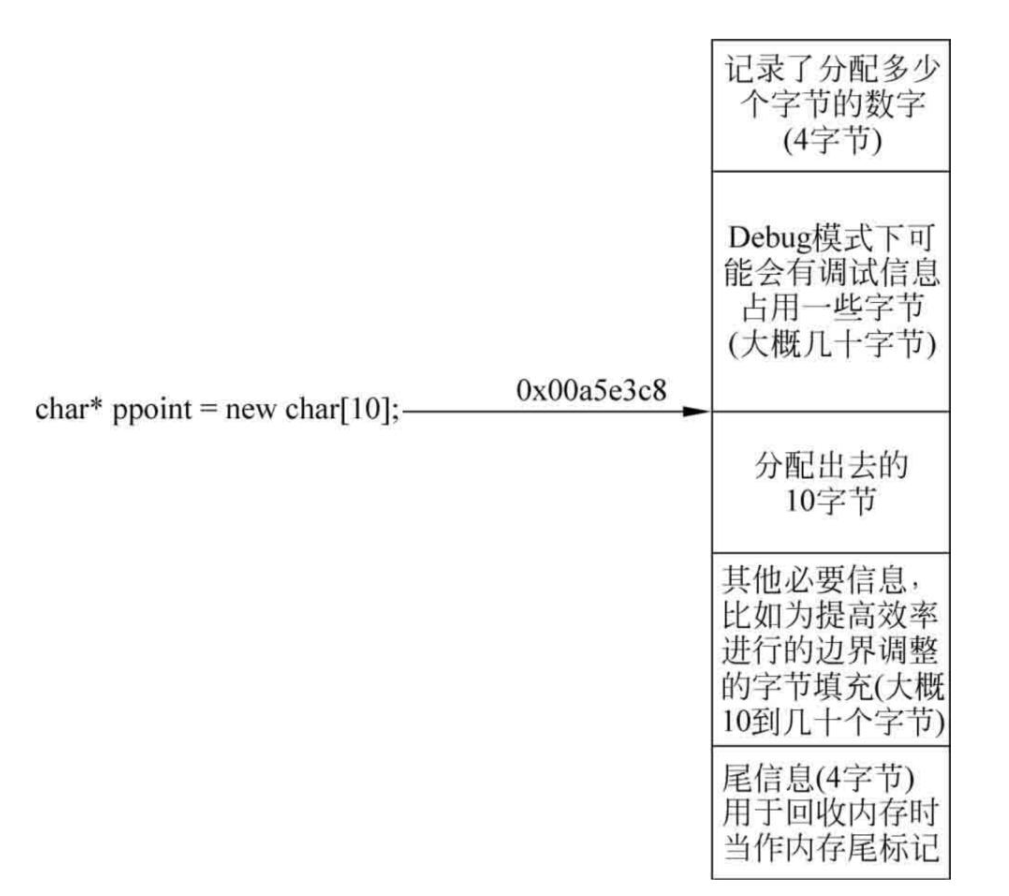 记录了分配多少
个字节的数字
(4字节)
Debug模式下可
能会有调试信息
占用一些字节
(大概几十字节)
0x00a5e3c8
char* ppoint = new char[10];
分配出去的
10字节
其他必要信息，
比如为提高效率
进行的边界调整
的字节填充(大概
10到几十个字节)
尾信息(4字节)
用于回收内存时
当作内存尾标记